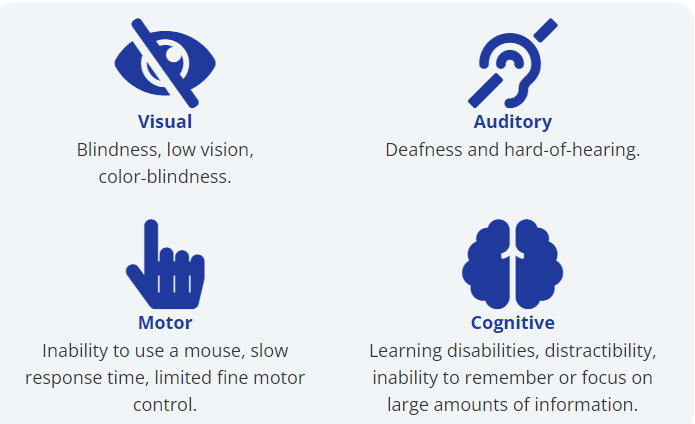 Visual
Blindness, low vision,
color-blindness.
Auditory
Deafness and hard-of-hearing.
Motor
Inability to use a mouse, slow
response time, limited fine motor
control.
Cognitive
Learning disabilities, distractibility,
inability to remember or focus on
large amounts of information.